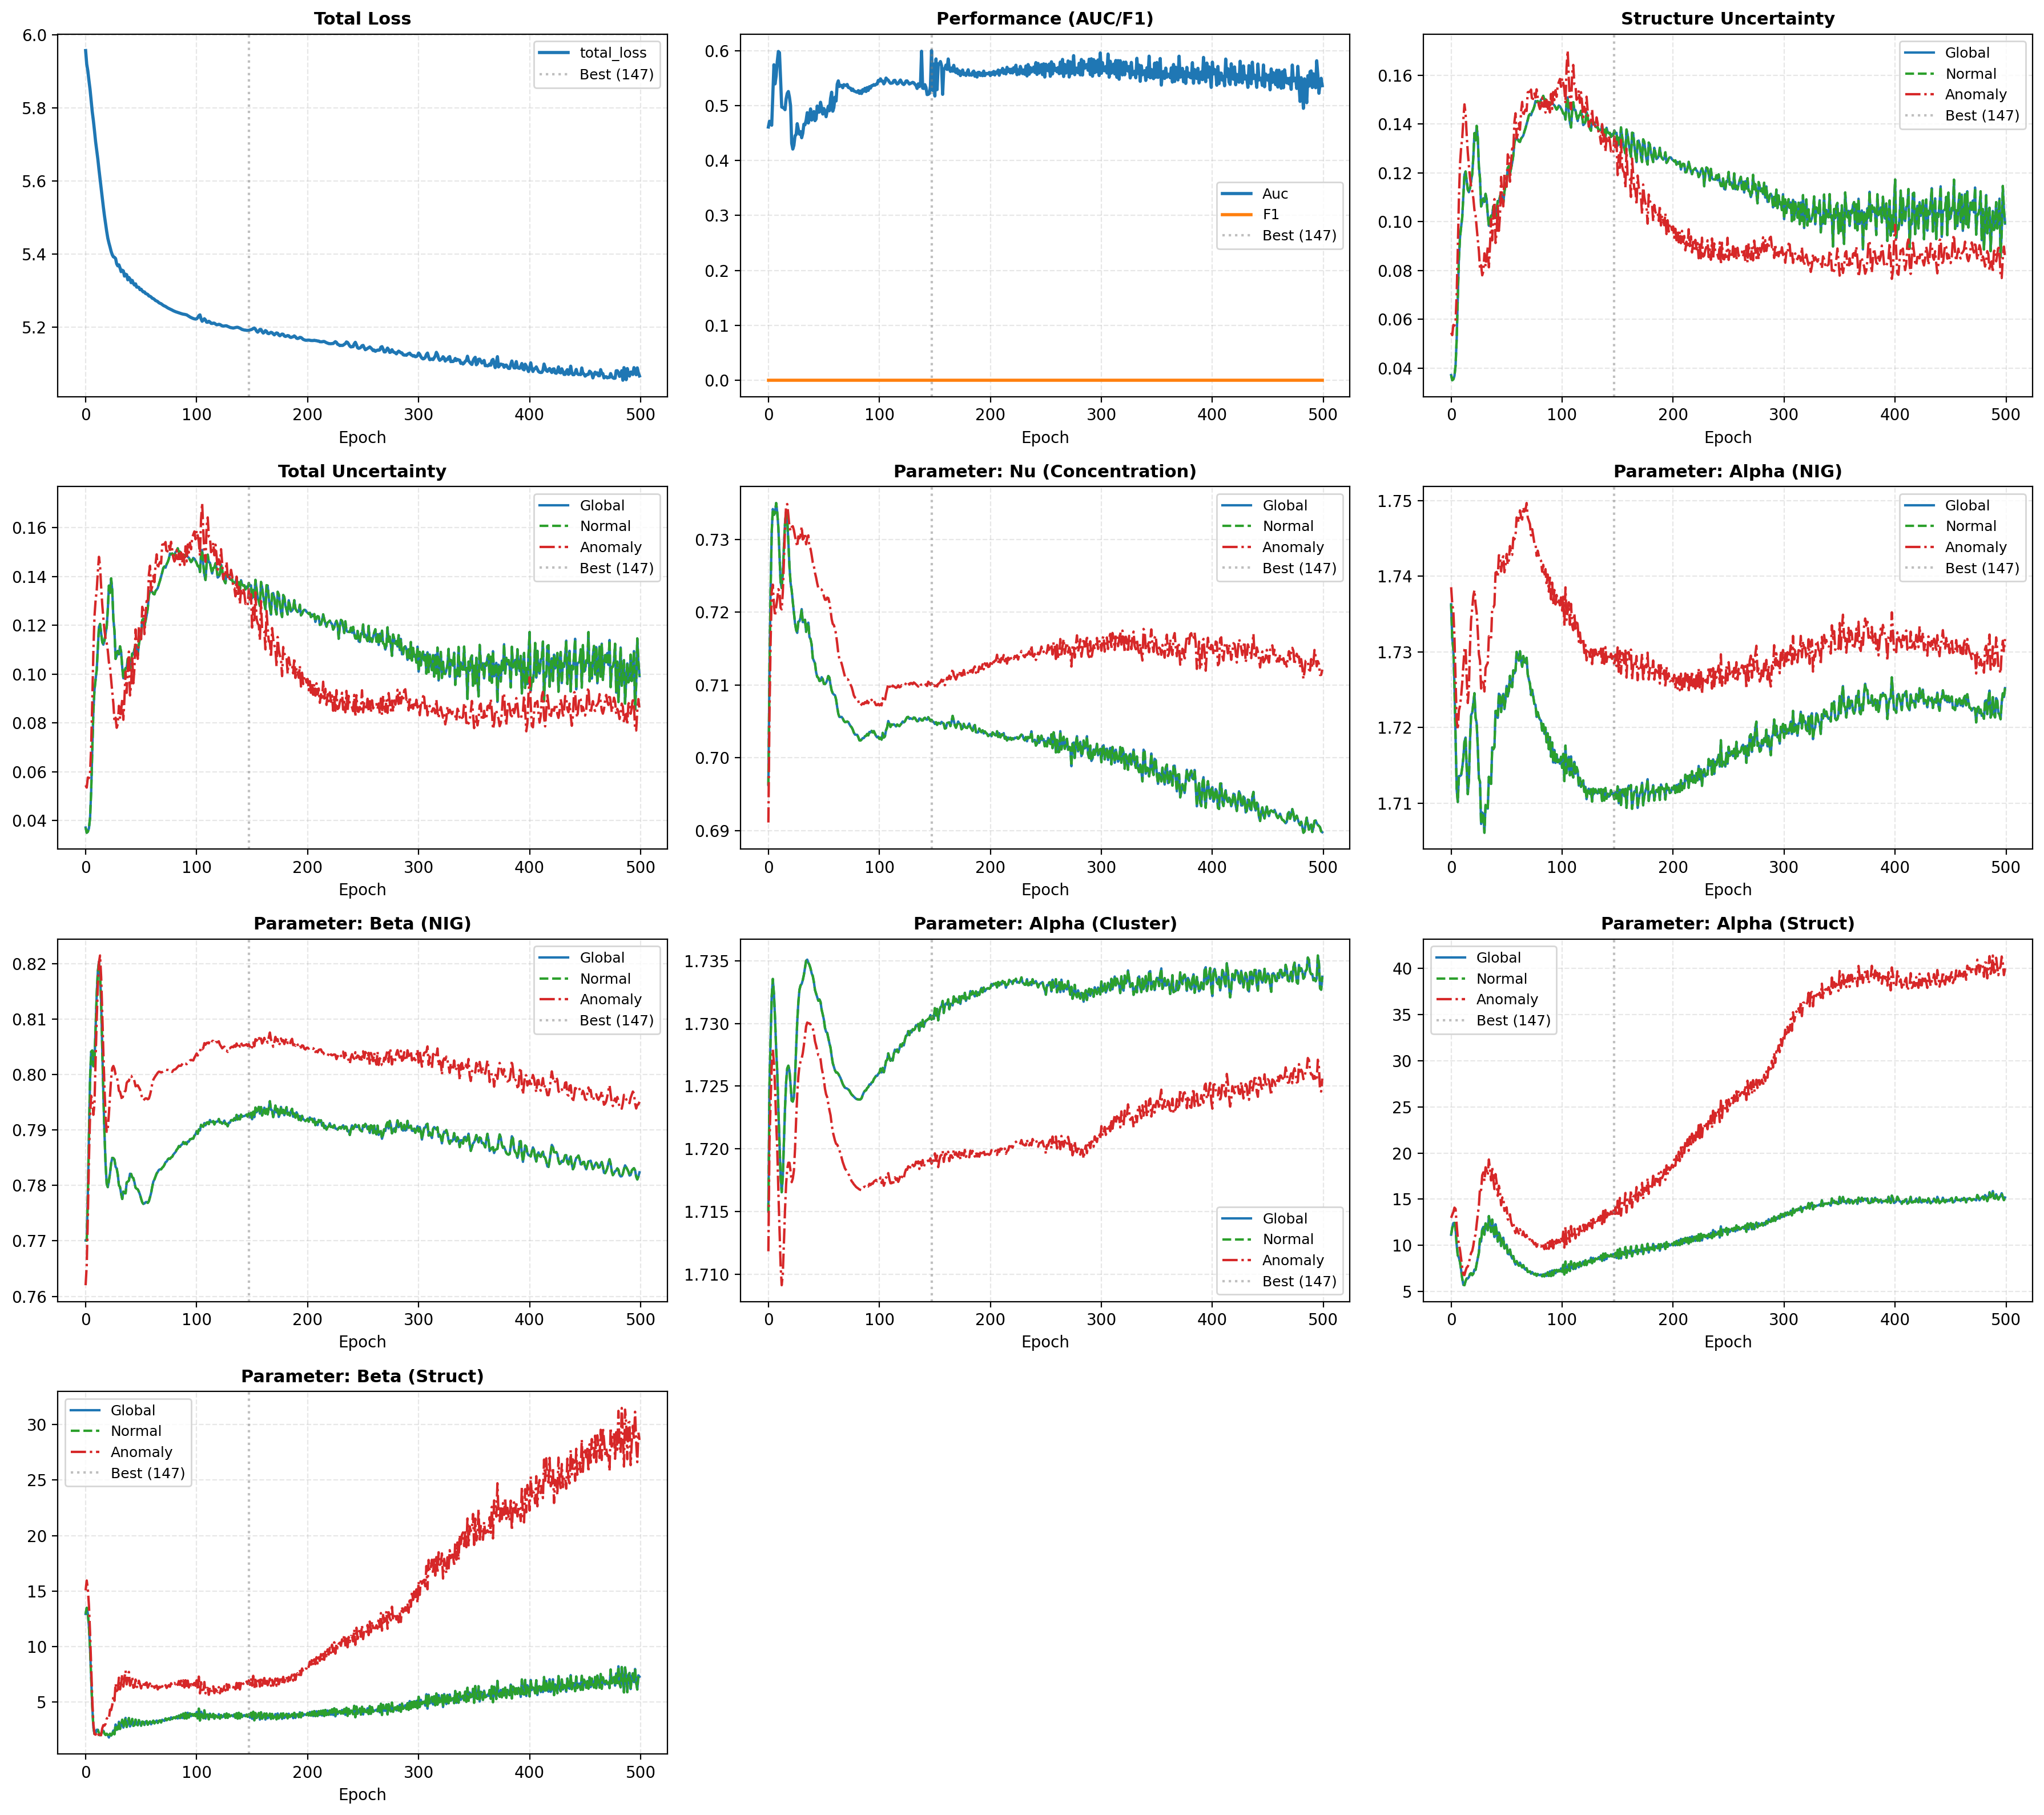 Total Loss
6.0
5.8
5.6
5.4
5.2
total_loss
Best (147)
0 100 200 300 400 500
Epoch
Performance (AUC/F1)
0.6
0.5
0.4
0.3
0.2
0.1
0.0
Auc
F1
Best (147)
0 100 200 300 400 500
Epoch
Structure Uncertainty
0.16
0.14
0.12
0.10
0.08
0.06
0.04
Global
Normal
Anomaly
Best (147)
0 100 200 300 400 500
Epoch
Total Uncertainty
0.16
0.14
0.12
0.10
0.08
0.06
0.04
Global
Normal
Anomaly
Best (147)
0 100 200 300 400 500
Epoch
Parameter: Nu (Concentration)
0.73
0.72
0.71
0.70
0.69
Global
Normal
Anomaly
Best (147)
0 100 200 300 400 500
Epoch
Parameter: Alpha (NIG)
1.75
1.74
1.73
1.72
1.71
Global
Normal
Anomaly
Best (147)
0 100 200 300 400 500
Epoch
Parameter: Beta (NIG)
0.82
0.81
0.80
0.79
0.78
0.77
0.76
Global
Normal
Anomaly
Best (147)
0 100 200 300 400 500
Epoch
Parameter: Alpha (Cluster)
1.735
1.730
1.725
1.720
1.715
1.710
Global
Normal
Anomaly
Best (147)
0 100 200 300 400 500
Epoch
Parameter: Alpha (Struct)
40
35
30
25
20
15
10
5
Global
Normal
Anomaly
Best (147)
0 100 200 300 400 500
Epoch
Parameter: Beta (Struct)
30
25
20
15
10
5
Global
Normal
Anomaly
Best (147)
0 100 200 300 400 500
Epoch